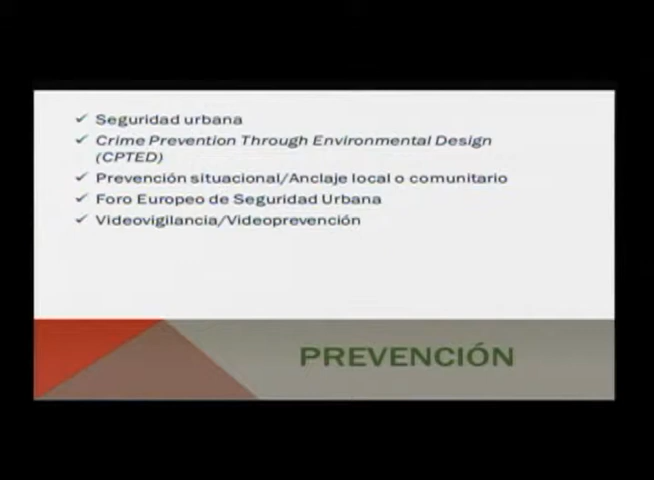 Seguridad urbana
Crime Prevention Through Environmental Design
(CPTED)
Prevención situacional/Anclaje local o comunitario
Foro Europeo de Seguridad Urbana
Videovigilancia/Videoprevención
PREVENCIÓN